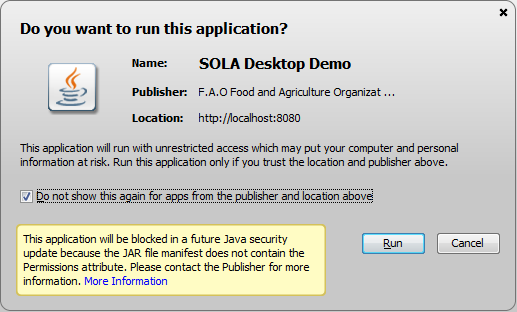 Do you want to run this application?
Name: SOLA Desktop Demo
Publisher: F.A.O Food and Agriculture Organizat ...
Location: http://localhost:8080
This application will run with unrestricted access which may put your computer and personal
information at risk. Run this application only if you trust the location and publisher above.
Do not show this again for apps from the publisher and location above
This application will be blocked in a future Java security
update because the JAR file manifest does not contain the
Permissions attribute. Please contact the Publisher for more
information. More Information
Run Cancel